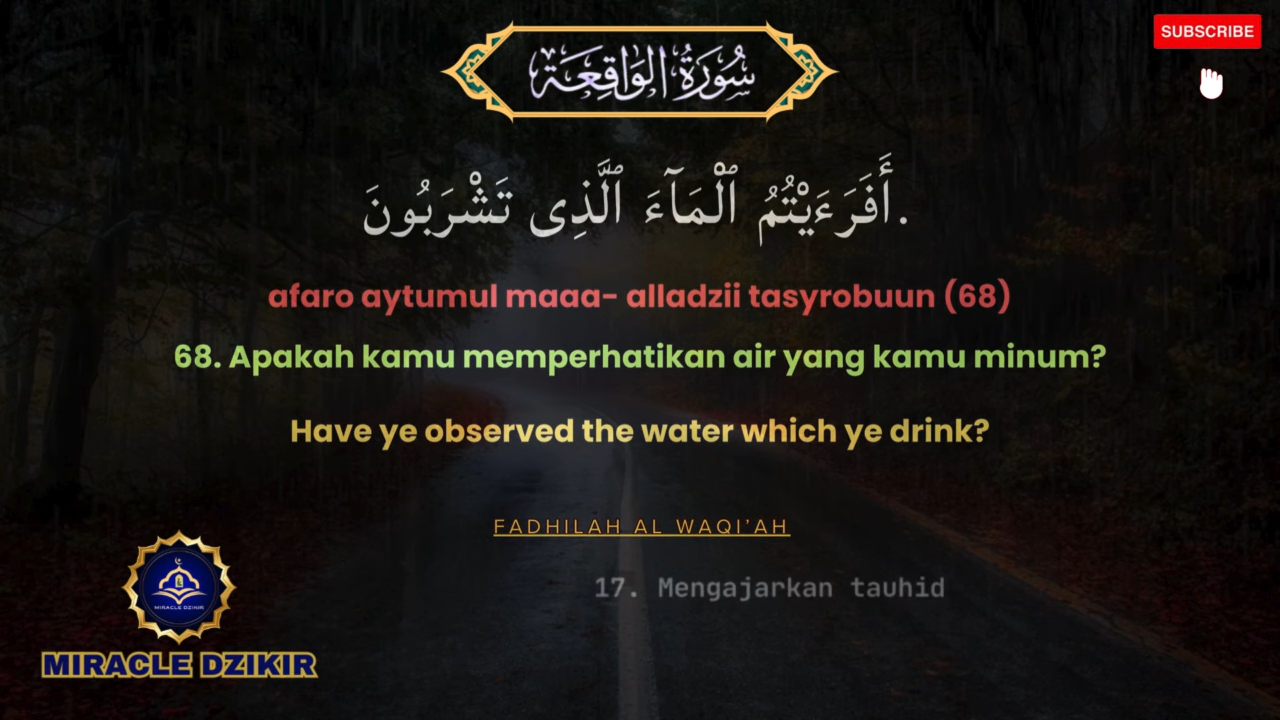 سُورَةُ الوَاقِعَة
SUBSCRIBE
أَفَرَءَيْتُمُ ٱلْمَآءَ ٱلَّذِى تَشْرَبُونَ.
afaro aytumul maaa- alladzii tasyrobuun (68)
68. Apakah kamu memperhatikan air yang kamu minum?
Have ye observed the water which ye drink?
FADHILAH AL WAQI'AH
17. Mengajarkan tauhid
MIRACLE DZIKIR
MIRACLE DZIKIR